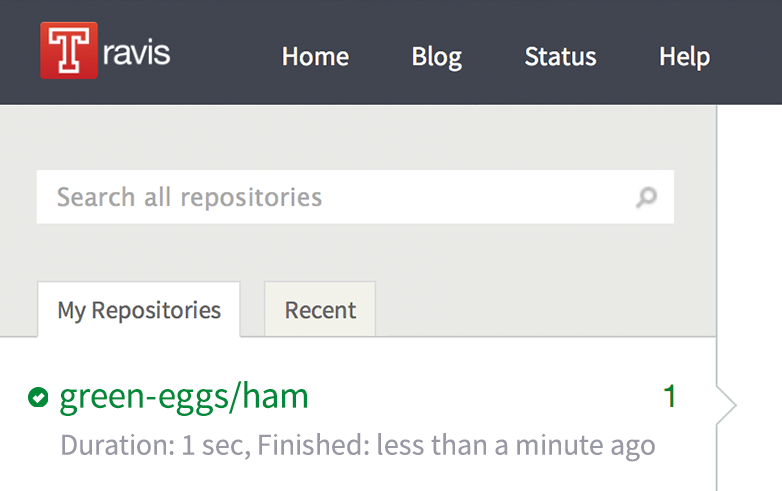 Travis Home Blog Status Help
Search all repositories
My Repositories Recent
green-eggs/ham 1
Duration: 1 sec, Finished: less than a minute ago